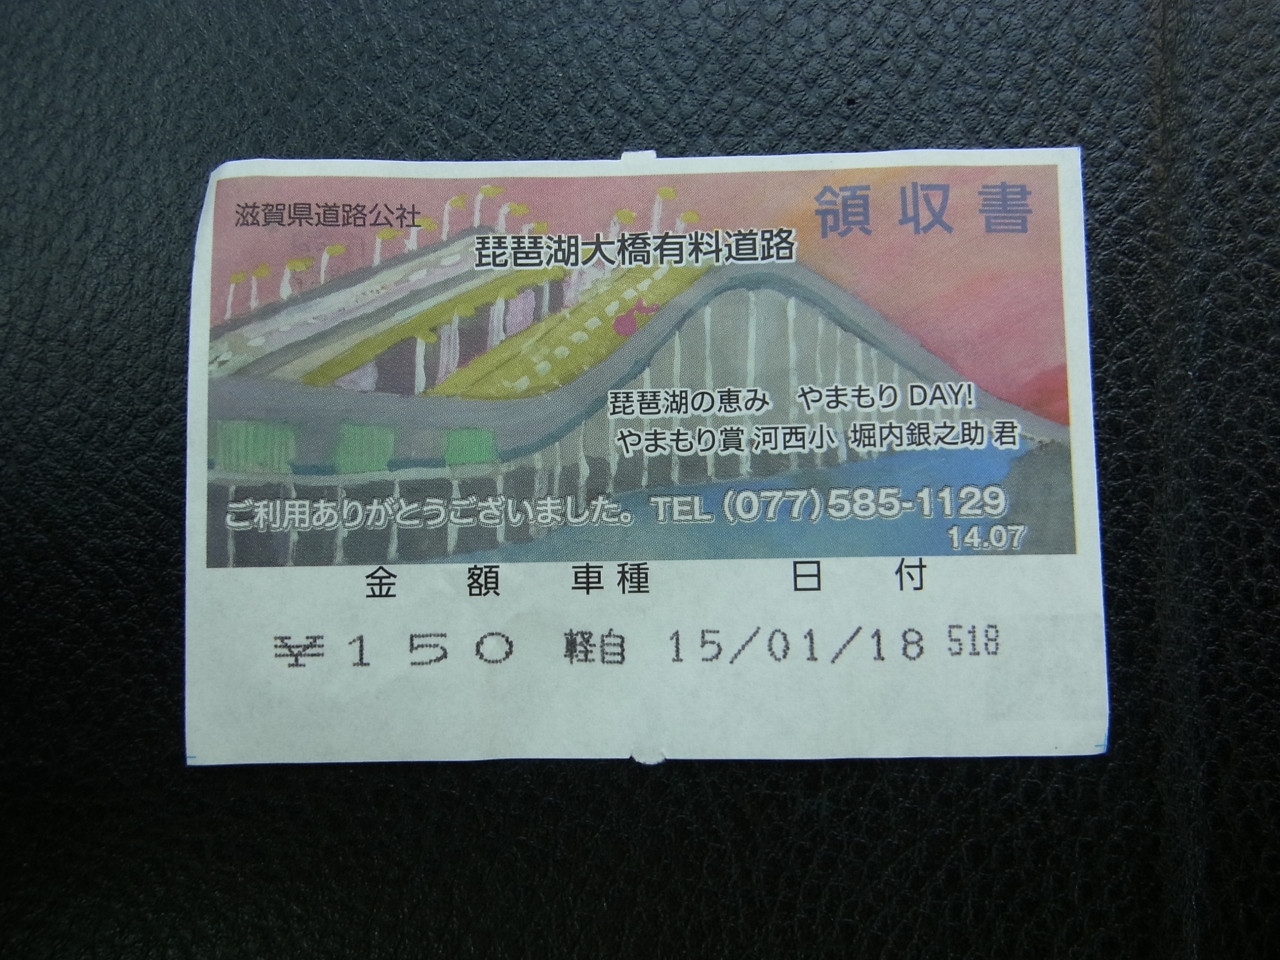 滋賀県道路公社
領収書
琵琶湖大橋有料道路
琵琶湖の恵み やまもり DAY!
やまもり賞 河西小 堀内銀之助 君
ご利用ありがとうございました。 TEL (077)585-1129
14.07
金額 車種 日付
¥150 軽自 15/01/18 518